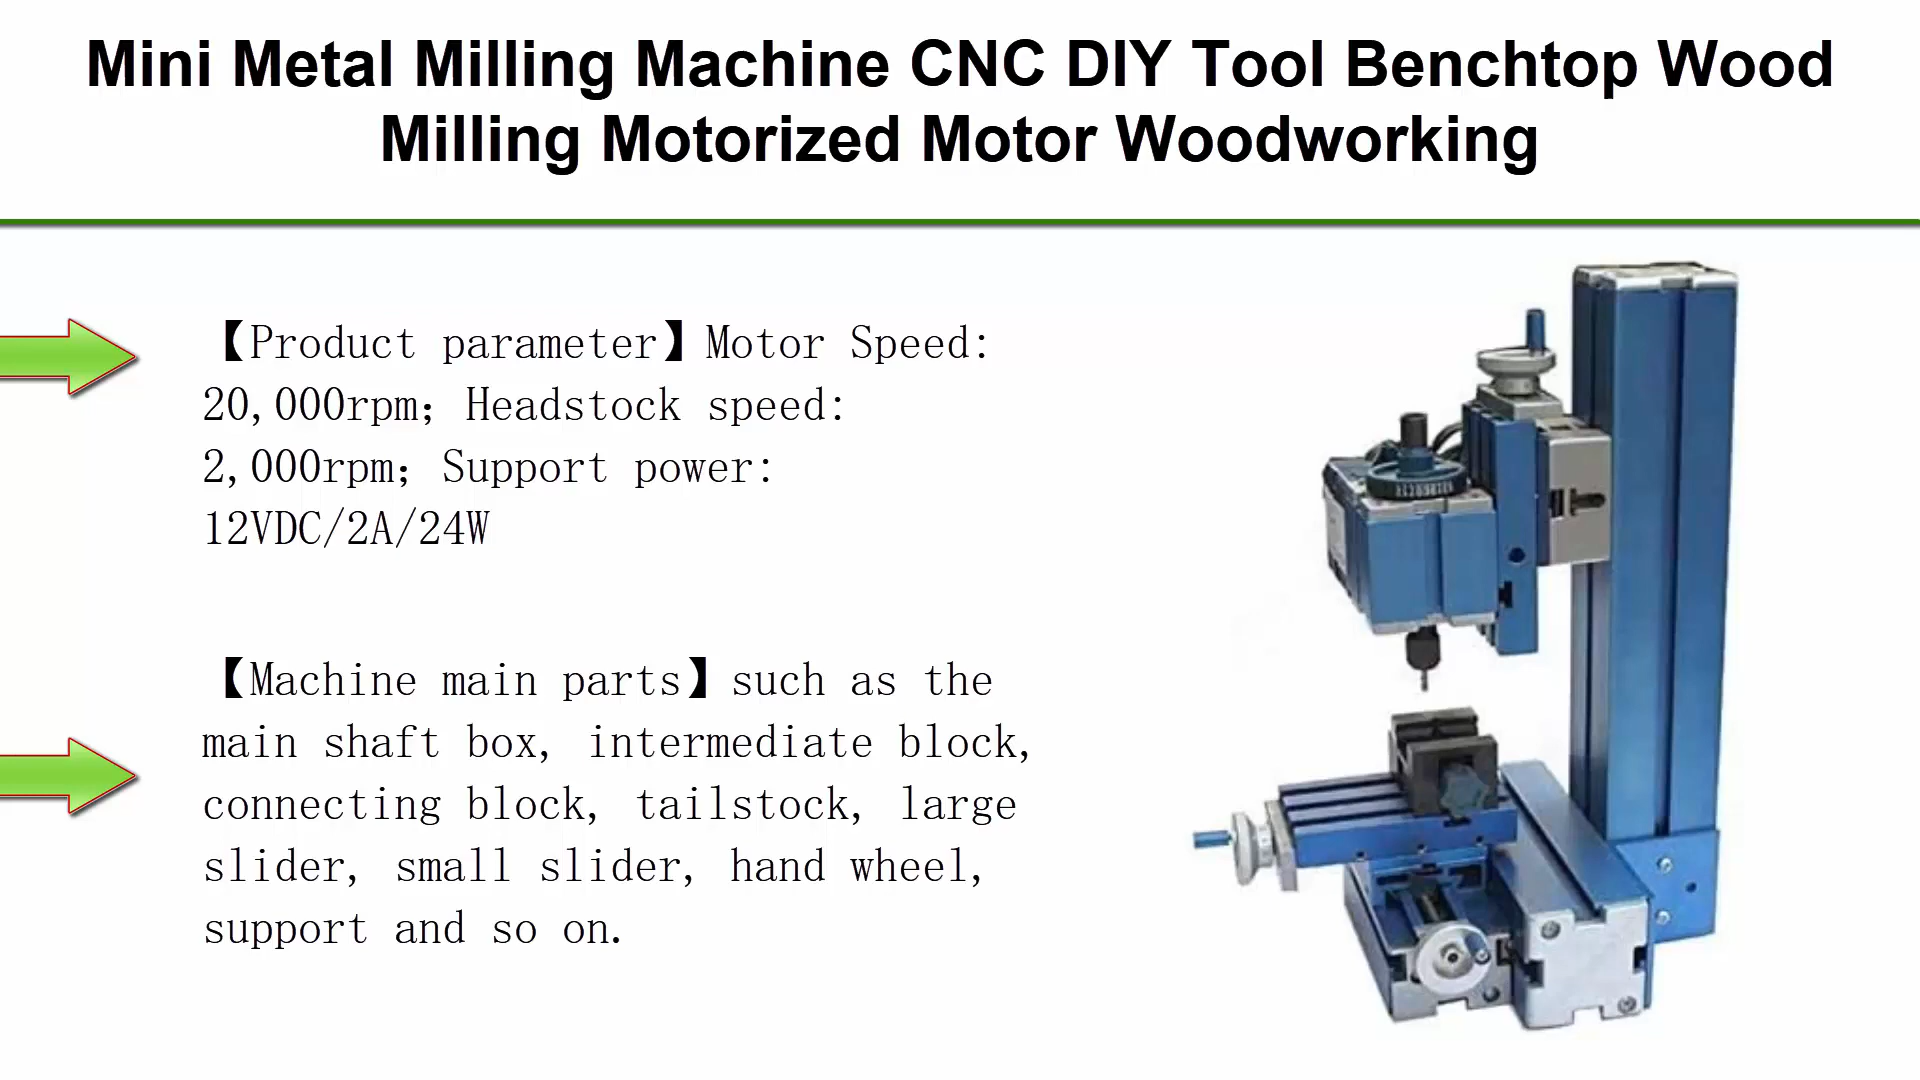 Mini Metal Milling Machine CNC DIY Tool Benchtop Wood
Milling Motorized Motor Woodworking
【Product parameter】Motor Speed:
20,000rpm；Headstock speed:
2,000rpm；Support power:
12VDC/2A/24W
【Machine main parts】such as the
main shaft box, intermediate block,
connecting block, tailstock, large
slider, small slider, hand wheel,
support and so on.